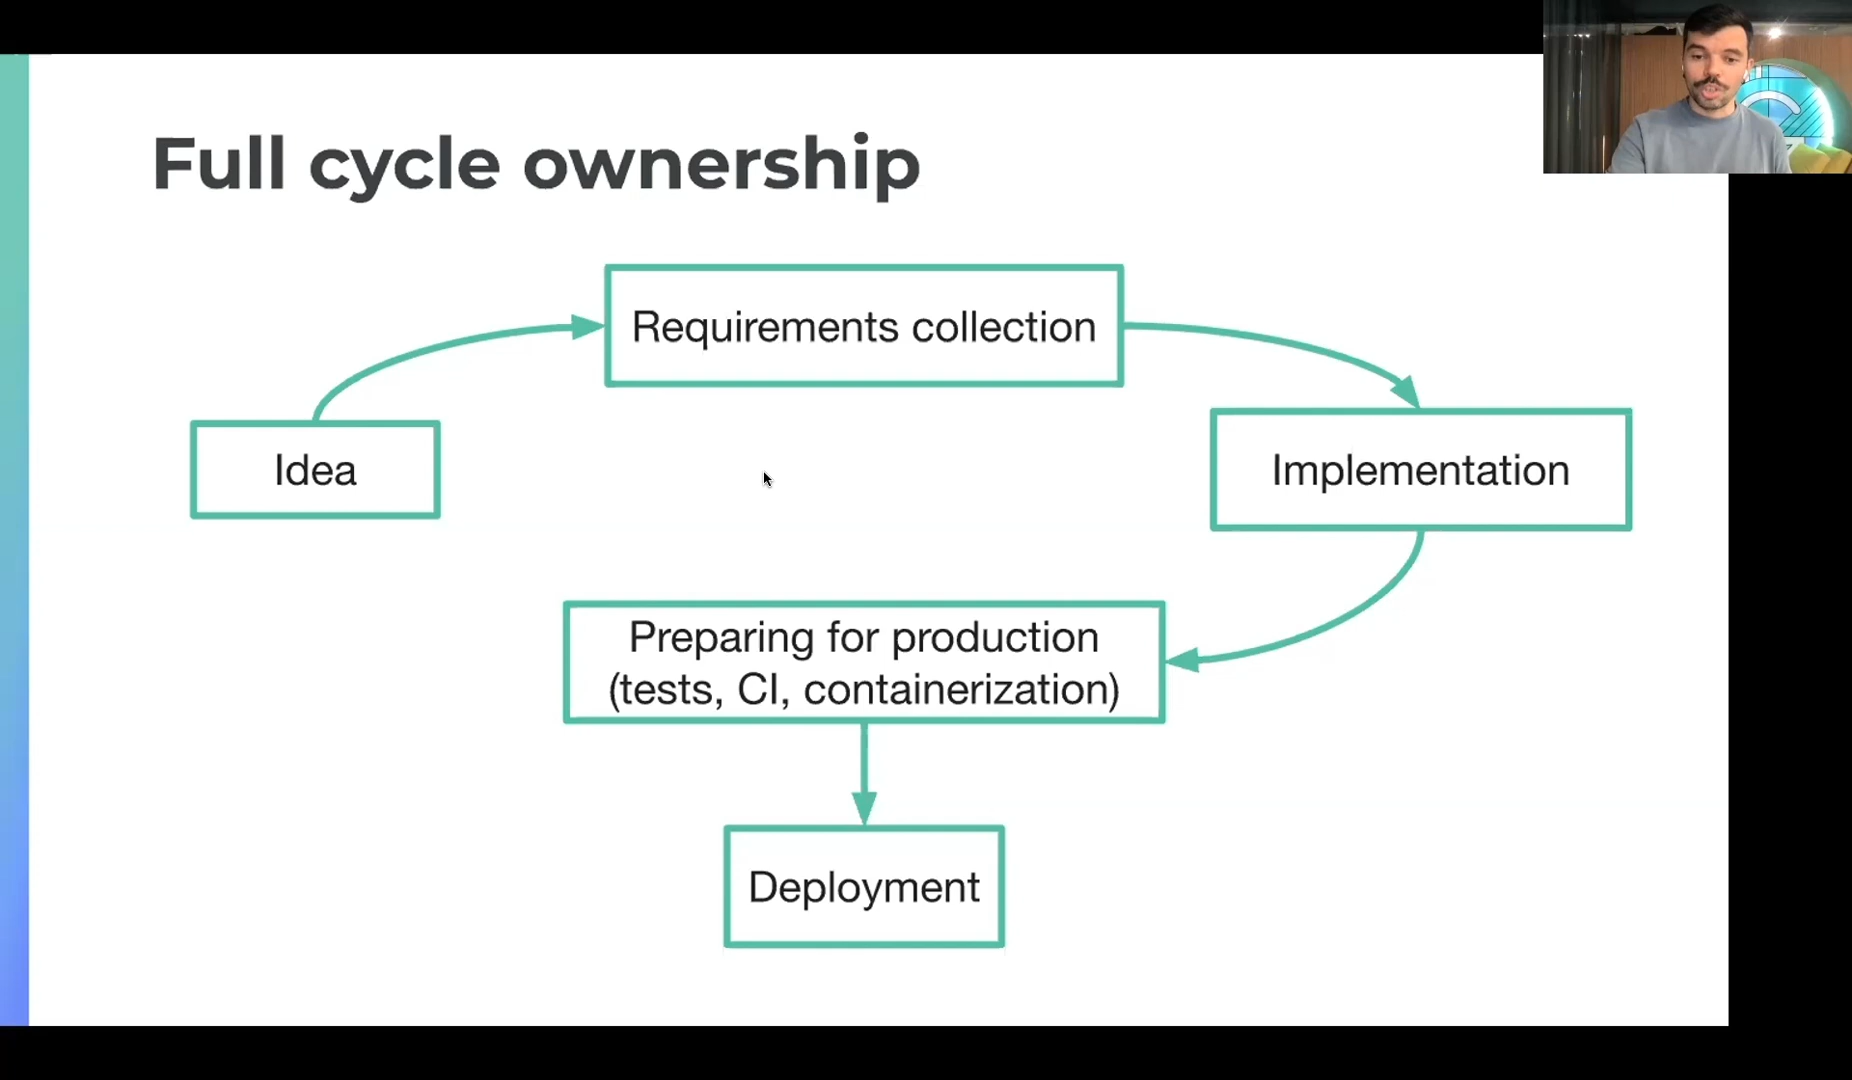 Full cycle ownership
Requirements collection
Idea
Implementation
Preparing for production
(tests, CI, containerization)
Deployment